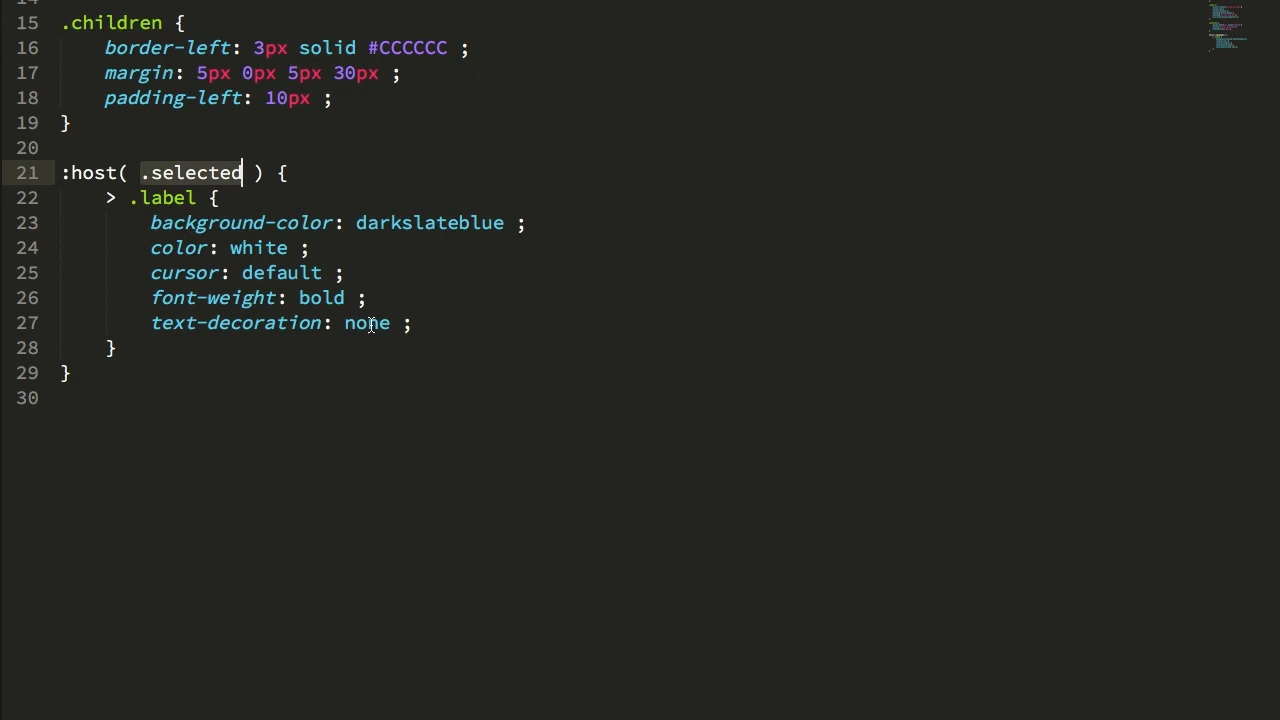 15 .children {
16 border-left: 3px solid #CCCCCC ;
17 margin: 5px 0px 5px 30px ;
18 padding-left: 10px ;
19 }
20
21 :host( .selected ) {
22 > .label {
23 background-color: darkslateblue ;
24 color: white ;
25 cursor: default ;
26 font-weight: bold ;
27 text-decoration: none ;
28 }
29 }
30